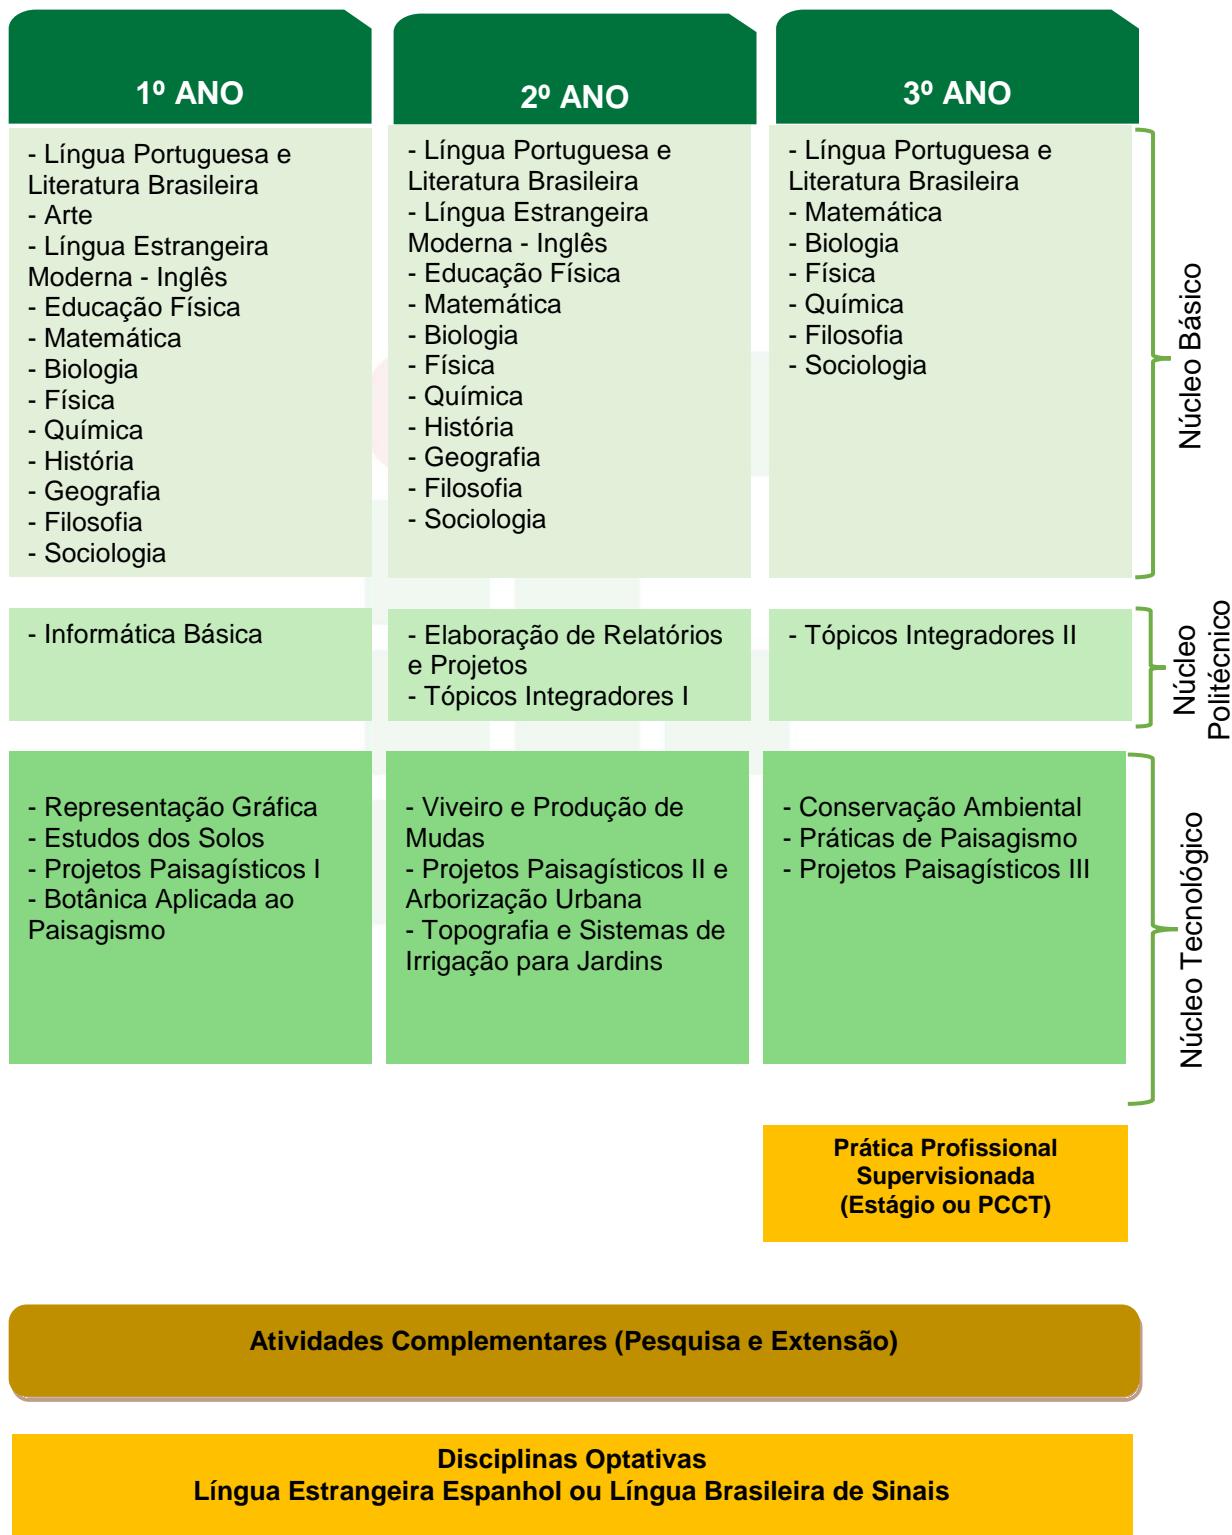 1º ANO
- Língua Portuguesa e
Literatura Brasileira
- Arte
- Língua Estrangeira
Moderna - Inglês
- Educação Física
- Matemática
- Biologia
- Física
- Química
- História
- Geografia
- Filosofia
- Sociologia
2º ANO
- Língua Portuguesa e
Literatura Brasileira
- Língua Estrangeira
Moderna - Inglês
- Educação Física
- Matemática
- Biologia
- Física
- Química
- História
- Geografia
- Filosofia
- Sociologia
3º ANO
- Língua Portuguesa e
Literatura Brasileira
- Matemática
- Biologia
- Física
- Química
- Filosofia
- Sociologia
Núcleo Básico
- Informática Básica
- Elaboração de Relatórios
e Projetos
- Tópicos Integradores I
- Tópicos Integradores II
Núcleo
Politécnico
- Representação Gráfica
- Estudos dos Solos
- Projetos Paisagísticos I
- Botânica Aplicada ao
Paisagismo
- Viveiro e Produção de
Mudas
- Projetos Paisagísticos II e
Arborização Urbana
- Topografia e Sistemas de
Irrigação para Jardins
- Conservação Ambiental
- Práticas de Paisagismo
- Projetos Paisagísticos III
Núcleo Tecnológico
Prática Profissional
Supervisionada
(Estágio ou PCCT)
Atividades Complementares (Pesquisa e Extensão)
Disciplinas Optativas
Língua Estrangeira Espanhol ou Língua Brasileira de Sinais